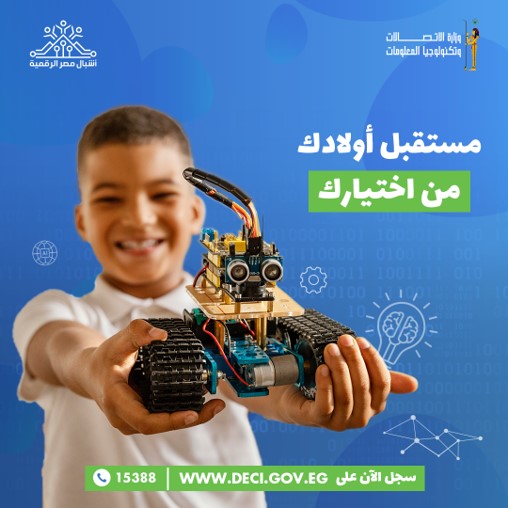 أشبال مصر الرقمية
وزارة الاتصالات
وتكنولوجيا المعلومات
مستقبل أولادك
من اختيارك
AI
سجل الآن على WWW.DECI.GOV.EG | 15388